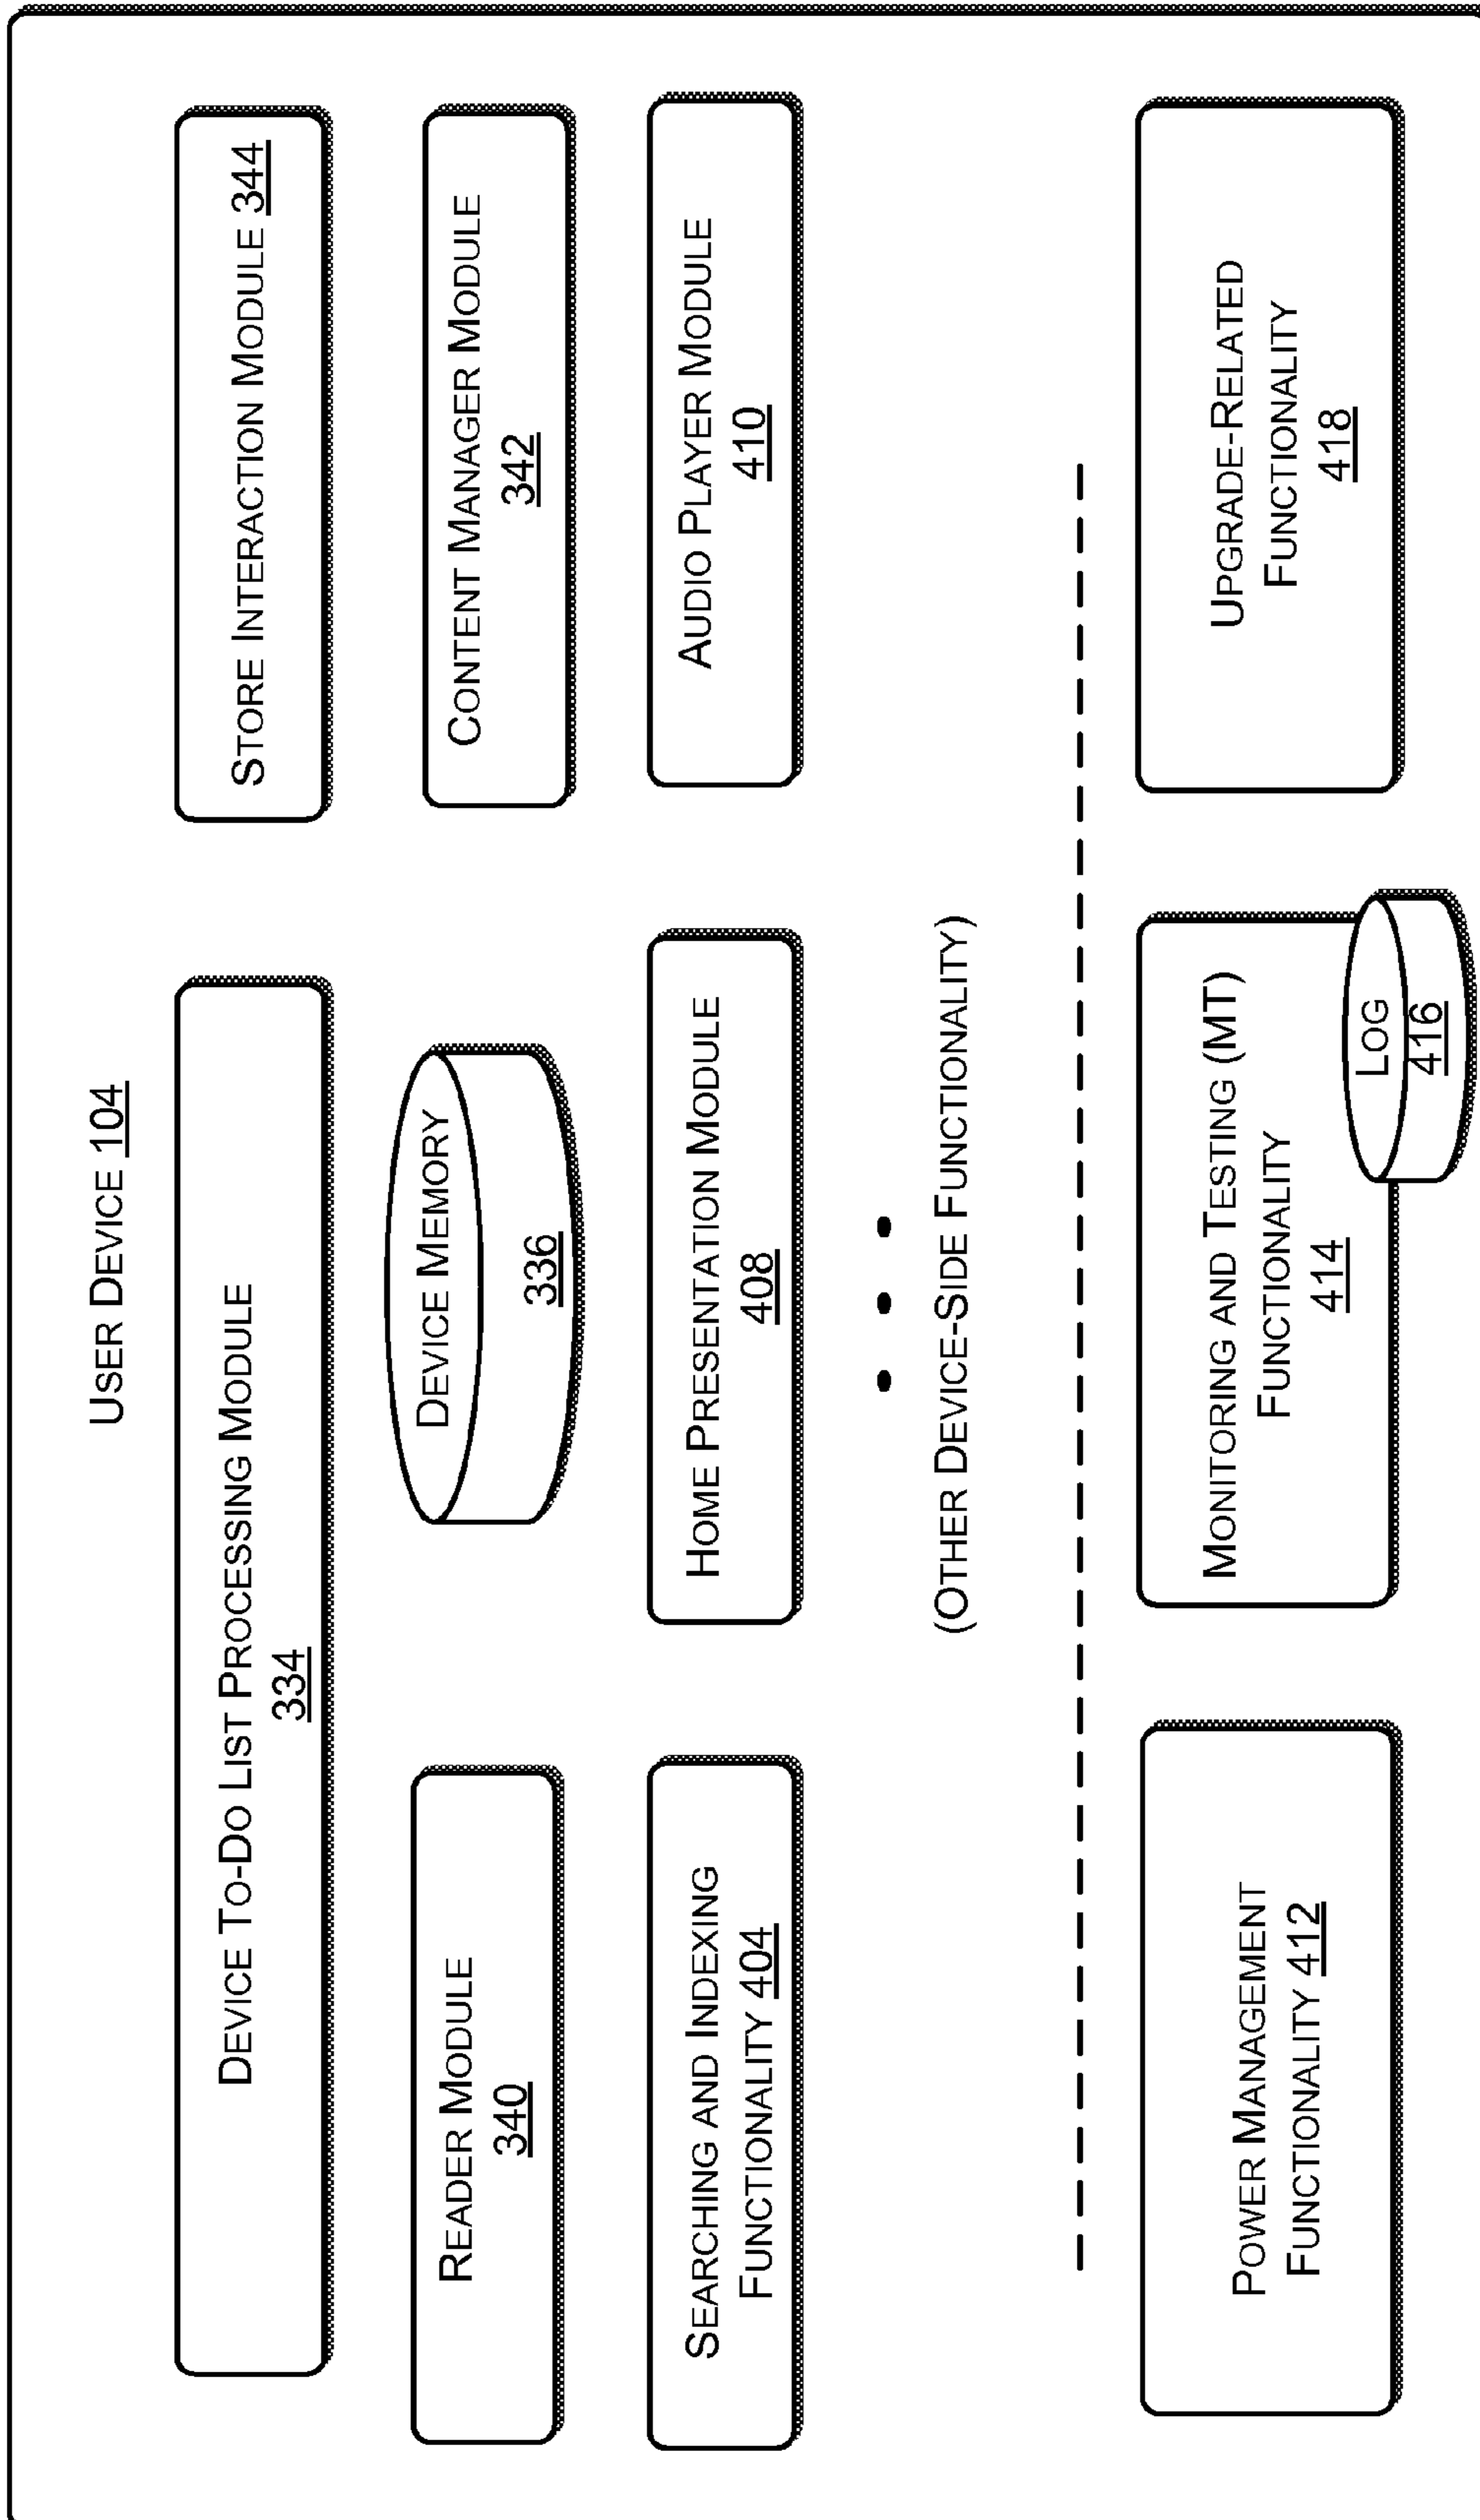 USER DEVICE 104
DEVICE TO-DO LIST PROCESSING MODULE
334
STORE INTERACTION MODULE 344
READER MODULE
340
DEVICE MEMORY
336
CONTENT MANAGER MODULE
342
SEARCHING AND INDEXING
FUNCTIONALITY 404
HOME PRESENTATION MODULE
408
AUDIO PLAYER MODULE
410
(OTHER DEVICE-SIDE FUNCTIONALITY)
POWER MANAGEMENT
FUNCTIONALITY 412
MONITORING AND TESTING (MT)
FUNCTIONALITY
414
LOG
416
UPGRADE-RELATED
FUNCTIONALITY
418